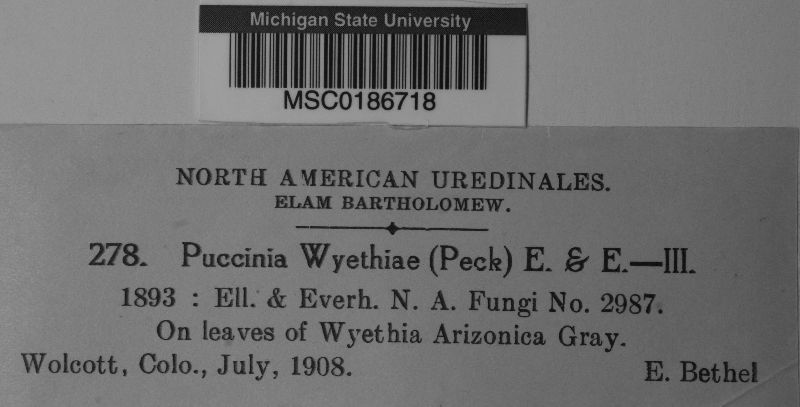 Michigan State University
MSC0186718
NORTH AMERICAN UREDINALES.
ELAM BARTHOLOMEW.
278. Puccinia Wyethiae (Peck) E. & E.—III.
1893 : Ell. & Everh. N. A. Fungi No. 2987.
On leaves of Wyethia Arizonica Gray.
Wolcott, Colo., July, 1908. E. Bethel